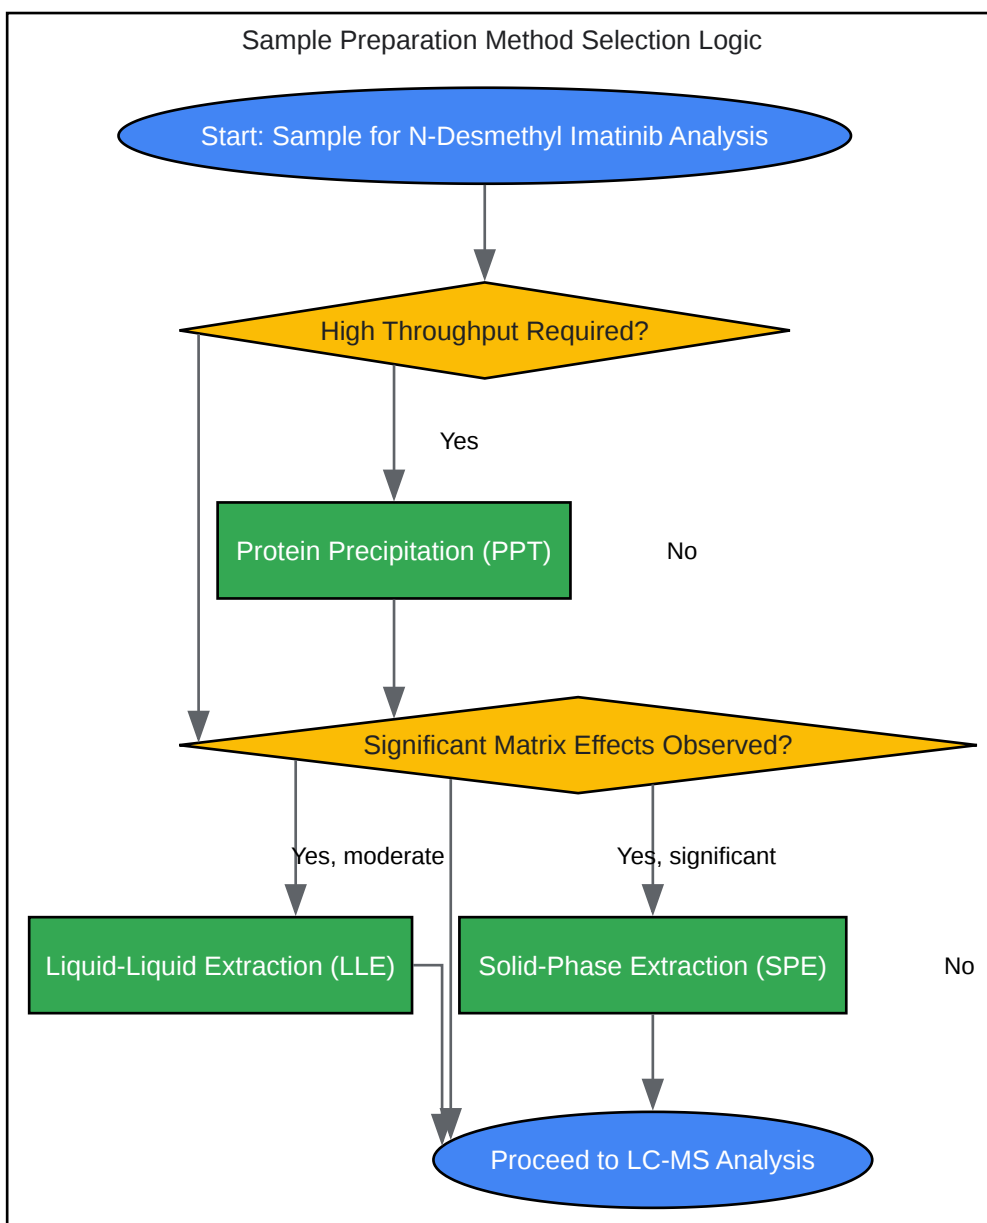 Sample Preparation Method Selection Logic
Start: Sample for N-Desmethyl Imatinib Analysis
High Throughput Required?
Yes
Protein Precipitation (PPT)
No
Significant Matrix Effects Observed?
Yes, moderate
Yes, significant
Liquid-Liquid Extraction (LLE)
Solid-Phase Extraction (SPE)
No
Proceed to LC-MS Analysis